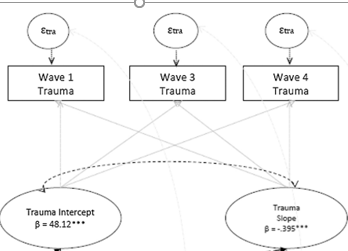 εtra
εtra
εtra
Wave 1
Trauma
Wave 3
Trauma
Wave 4
Trauma
Trauma Intercept
β = 48.12***
Trauma
Slope
β = -.395***